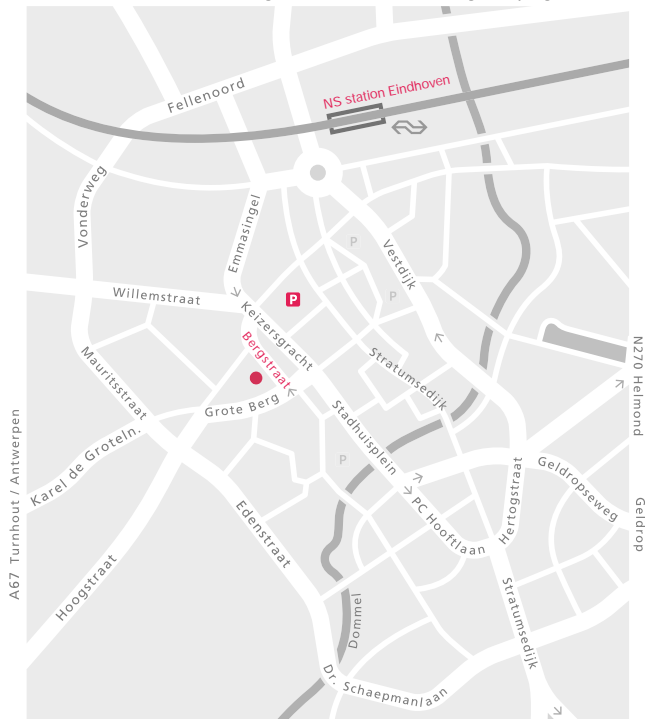 NS station Eindhoven
Fellenoord
Vonderweg
Emmasingel
P
Vestdijk
P
P
Willemstraat
Keizersgracht
Bergstraat
Stratumsedijk
N270 Helmond
Mauritsstraat
Grote Berg
Stadhuisplein
A67 Turnhout / Antwerpen
Karel de Groteln.
P
Geldropseweg
Hertogstraat
PC Hooftlaan
Geldrop
Edenstraat
Hoogstraat
Dommel
Stratumsedijk
Dr. Schaepmanlaan